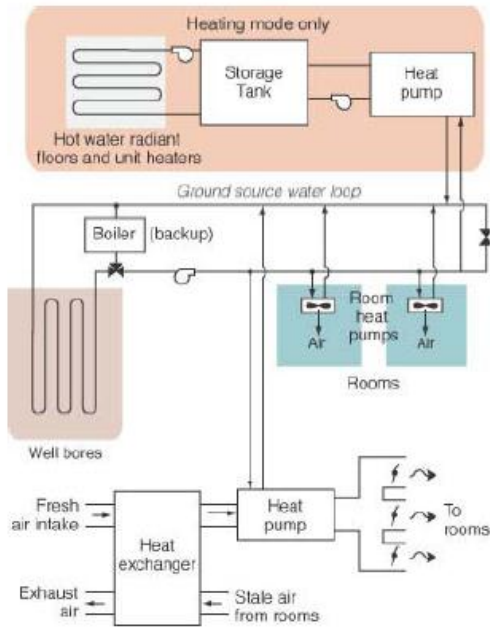 Heating mode only
Storage
Tank
Heat
pump
Hot water radiant
floors and unit heaters
Ground source water loop
Boiler
(backup)
Room
heat
pumps
Air
Air
Rooms
Well bores
Fresh
air intake
Heat
exchanger
Heat
pump
To
rooms
Exhaust
air
Stale air
from rooms